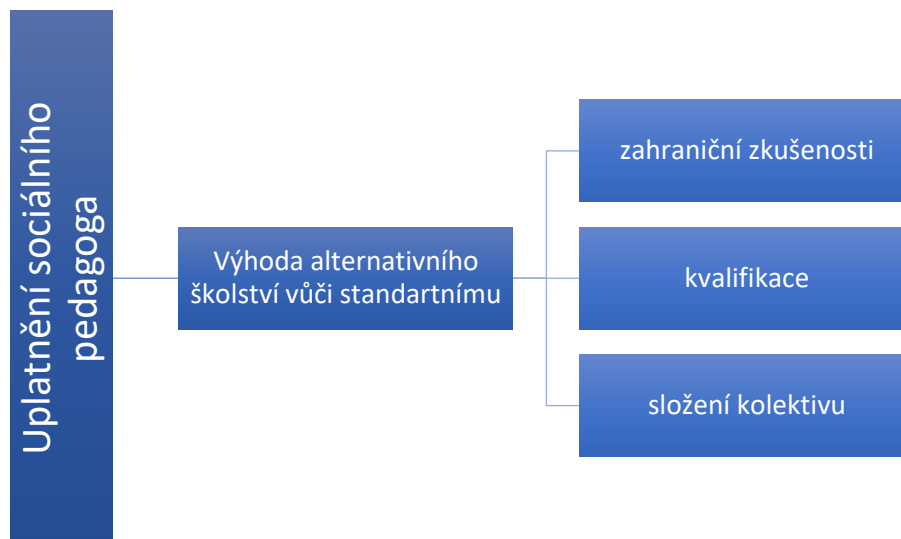 Uplatnění sociálního
pedagoga
Výhoda alternativního
školství vůči standartnímu
zahraniční zkušenosti
kvalifikace
složení kolektivu